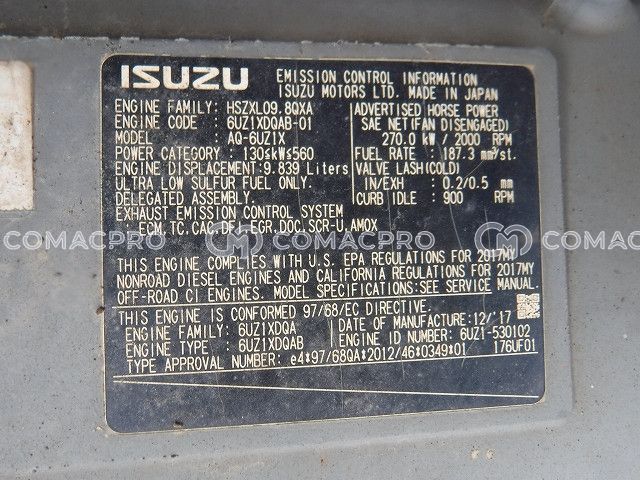 ISUZU
EMISSION CONTROL INFORMATION
ISUZU MOTORS LTD. MADE IN JAPAN
ENGINE FAMILY: HSZXL09.8QXA
ENGINE CODE : 6UZ1XDQAB-01
MODEL : AQ-6UZ1X
POWER CATEGORY : 130≤kW≤560
ENGINE DISPLACEMENT: 9.839 Liters
ULTRA LOW SULFUR FUEL ONLY:
DELEGATED ASSEMBLY.
EXHAUST EMISSION CONTROL SYSTEM
: ECM, TC, CAC, DFI, EGR, DOC, SCR-U, AMOX
ADVERTISED HORSE POWER
SAE NET(FAN DISENGAGED)
270.0 kW / 2000 RPM
FUEL RATE : 187.3 mm³/st.
VALVE LASH(COLD)
IN/EXH : 0.2/0.5 mm
CURB IDLE : 900 RPM
COMACPRO COMACPRO COMACPRO COMACPRO
THIS ENGINE COMPLIES WITH U.S. EPA REGULATIONS FOR 2017MY
NONROAD DIESEL ENGINES AND CALIFORNIA REGULATIONS FOR 2017MY
OFF-ROAD CI ENGINES. MODEL SPECIFICATIONS:SEE SERVICE MANUAL.
THIS ENGINE IS CONFORMED 97/68/EC DIRECTIVE.
ENGINE FAMILY : 6UZ1XDQA
ENGINE TYPE : 6UZ1XDQAB
DATE OF MANUFACTURE: 12/'17
ENGINE NUMBER: 6UZ1-530102
TYPE APPROVAL NUMBER: e4*97/68QA*2012/46*0349*01
176UF01